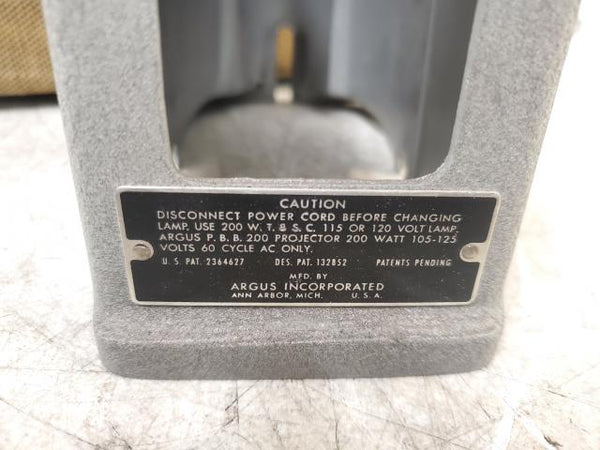 CAUTION
DISCONNECT POWER CORD BEFORE CHANGING
LAMP. USE 200 W. T. 8 S. C. 115 OR 120 VOLT LAMP.
ARGUS P. B. B. 200 PROJECTOR 200 WATT 105-125
VOLTS 60 CYCLE AC ONLY.
U. S. PAT. 2364627 DES. PAT. 132852 PATENTS PENDING
MFD. BY
ARGUS INCORPORATED
ANN ARBOR, MICH. U. S. A.